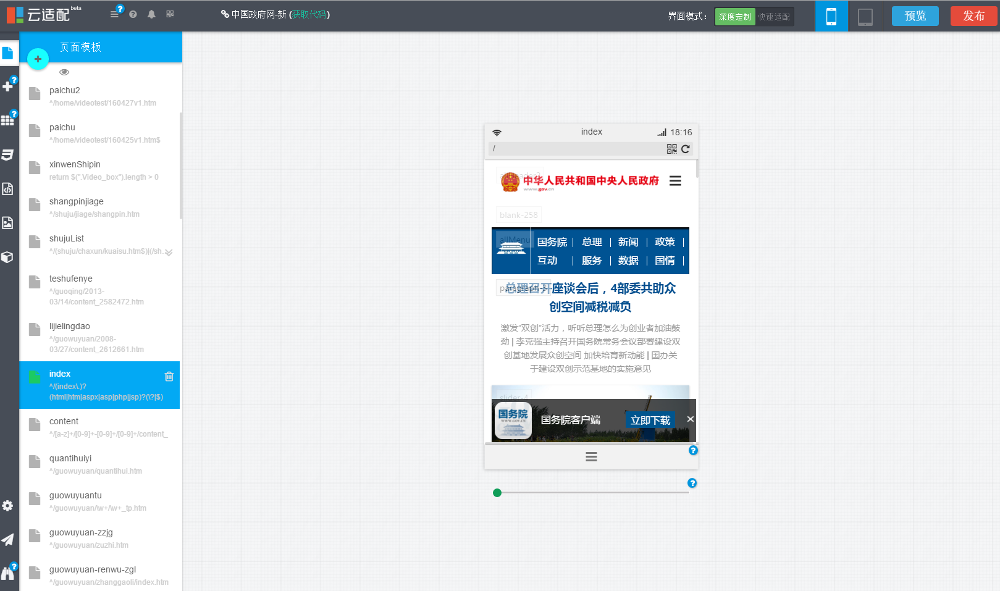 云适配 beta
中国政府网-新 (获取代码)
界面模式：
深度定制 快速适配
预览
发布
页面模板
paichu2
^/home/videotest/160427v1.htm
paichu
^/home/videotest/160425v1.htm$
xinwenShipin
return $(".Video_box").length > 0
shangpinjiage
^/shuju/jiage/shangpin.htm
shujuList
^/(shuju/chaxun/kuaisu.htm$)|(/sh...
teshufenye
^/guoqing/2013-
03/14/content_2582472.htm
lijielingdao
^/guowuyuan/2008-
03/27/content_2612661.htm
index
^/(index\.)?
(html|htm|aspx|asp|php|jsp)?(\?|$)
content
^/[a-z]+/[0-9]+-[0-9]+/[0-9]+/content_
quantihuiyi
^/guowuyuan/quantihui.htm
guowuyuantu
^/guowuyuan/\w+/\w+_tp.htm
guowuyuan-zzjg
^/guowuyuan/zuzhi.htm
guowuyuan-renwu-zgl
^/guowuyuan/zhanggaoli/index.htm
index
18:16
/
中华人民共和国中央人民政府
www.gov.cn
blank-258
allMenu
国务院 | 总理 | 新闻 | 政策 |
互动 | 服务 | 数据 | 国情 |
总理召开座谈会后，4部委共助众
创空间减税减负
激发“双创”活力，听听总理怎么为创业者加油鼓
劲 | 李克强主持召开国务院常务会议部署建设双
创基地发展众创空间 加快培育新动能 | 国办关
于建设双创示范基地的实施意见
slider-4
国务院
WWW.GOV.CN
国务院客户端
立即下载